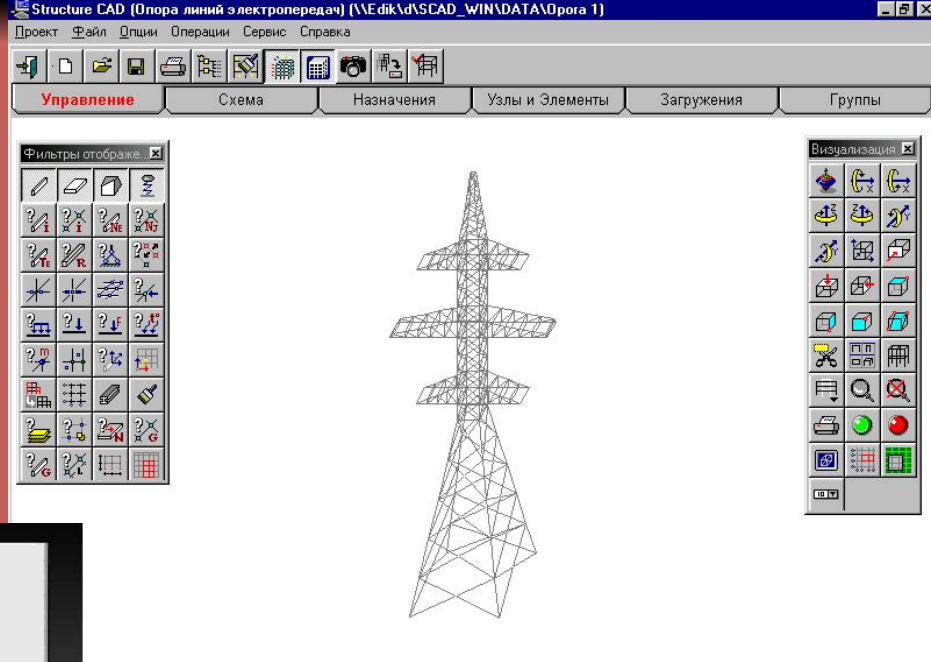 Structure CAD (Опора линий электропередач) (\\Edik\d\SCAD_WIN\DATA\Opora 1)
Проект Файл Опции Операции Сервис Справка
Управление Схема Назначения Узлы и Элементы Загружения Группы
Фильтры отображе..
Визуализация